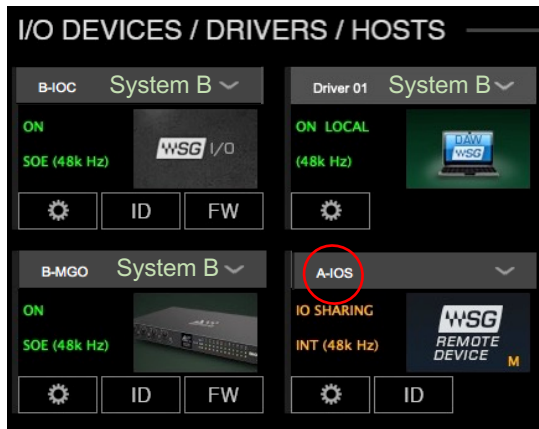 I/O DEVICES / DRIVERS / HOSTS
B-IOC System B
ON
SOE (48k Hz)
WSG I/O
ID FW
Driver 01 System B
ON LOCAL
(48k Hz)
DAW
WSG
B-MGO System B
ON
SOE (48k Hz)
ID FW
A-IOS
IO SHARING
INT (48k Hz)
WSG
REMOTE
DEVICE M
ID